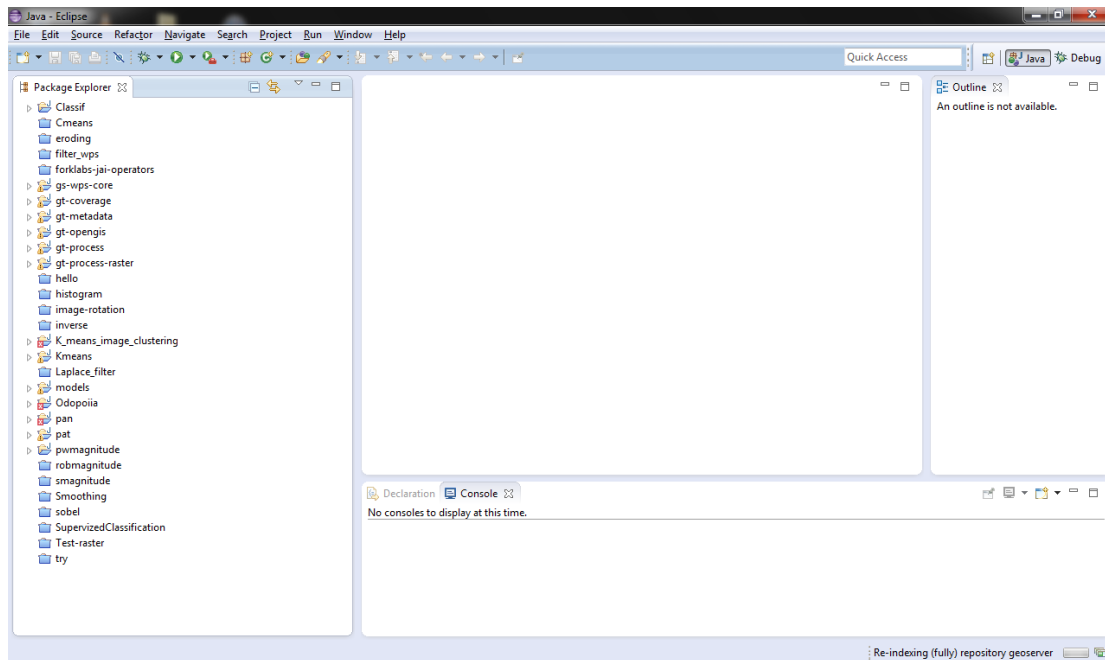 Java - Eclipse
File Edit Source Refactor Navigate Search Project Run Window Help
Quick Access
Java Debug
Package Explorer
Classif
Cmeans
eroding
filter_wps
forklabs-jai-operators
gs-wps-core
gt-coverage
gt-metadata
gt-opengis
gt-process
gt-process-raster
hello
histogram
image-rotation
inverse
K_means_image_clustering
Kmeans
Laplace_filter
models
Odopoiia
pan
pat
pwmagnitude
robmagnitude
smagnitude
Smoothing
sobel
SupervizedClassification
Test-raster
try
Outline
An outline is not available.
Declaration Console
No consoles to display at this time.
Re-indexing (fully) repository geoserver